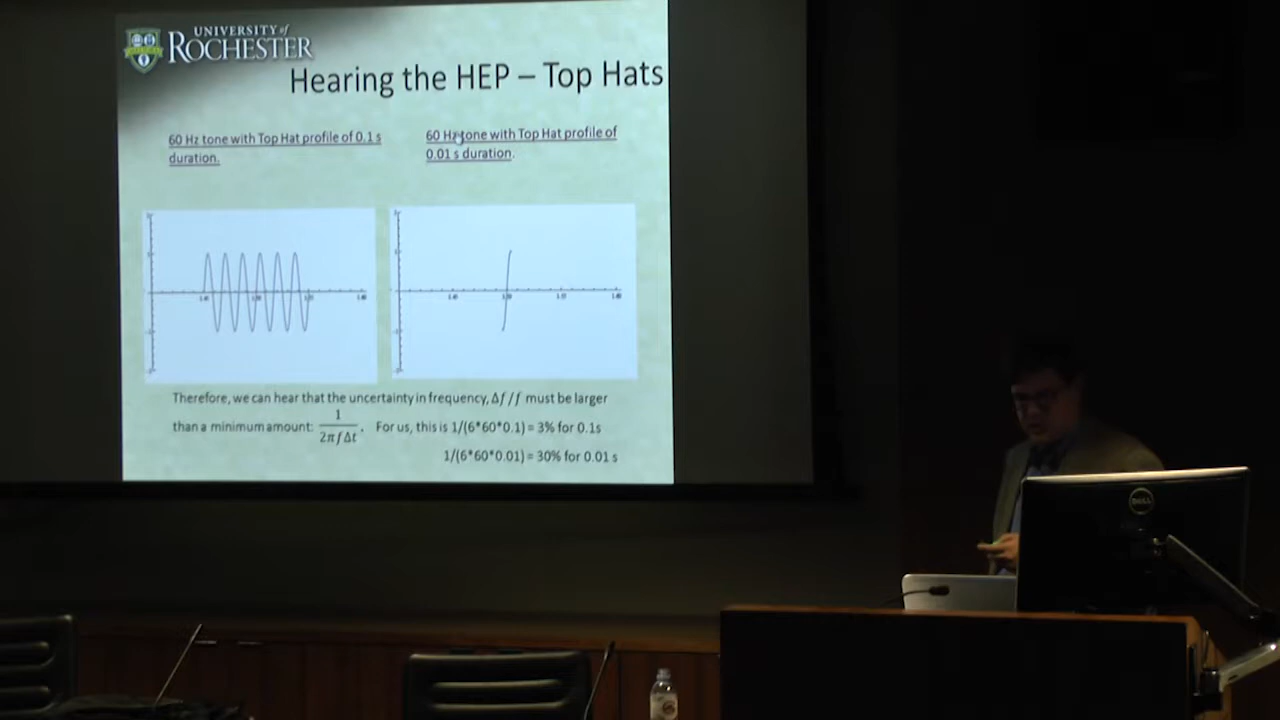 UNIVERSITY of
ROCHESTER
Hearing the HEP – Top Hats
60 Hz tone with Top Hat profile of 0.1 s
duration.
60 Hz tone with Top Hat profile of
0.01 s duration.
Therefore, we can hear that the uncertainty in frequency, Δf /f must be larger
than a minimum amount: 1/2π f Δt . For us, this is 1/(6*60*0.1) = 3% for 0.1s
1/(6*60*0.01) = 30% for 0.01 s
DELL